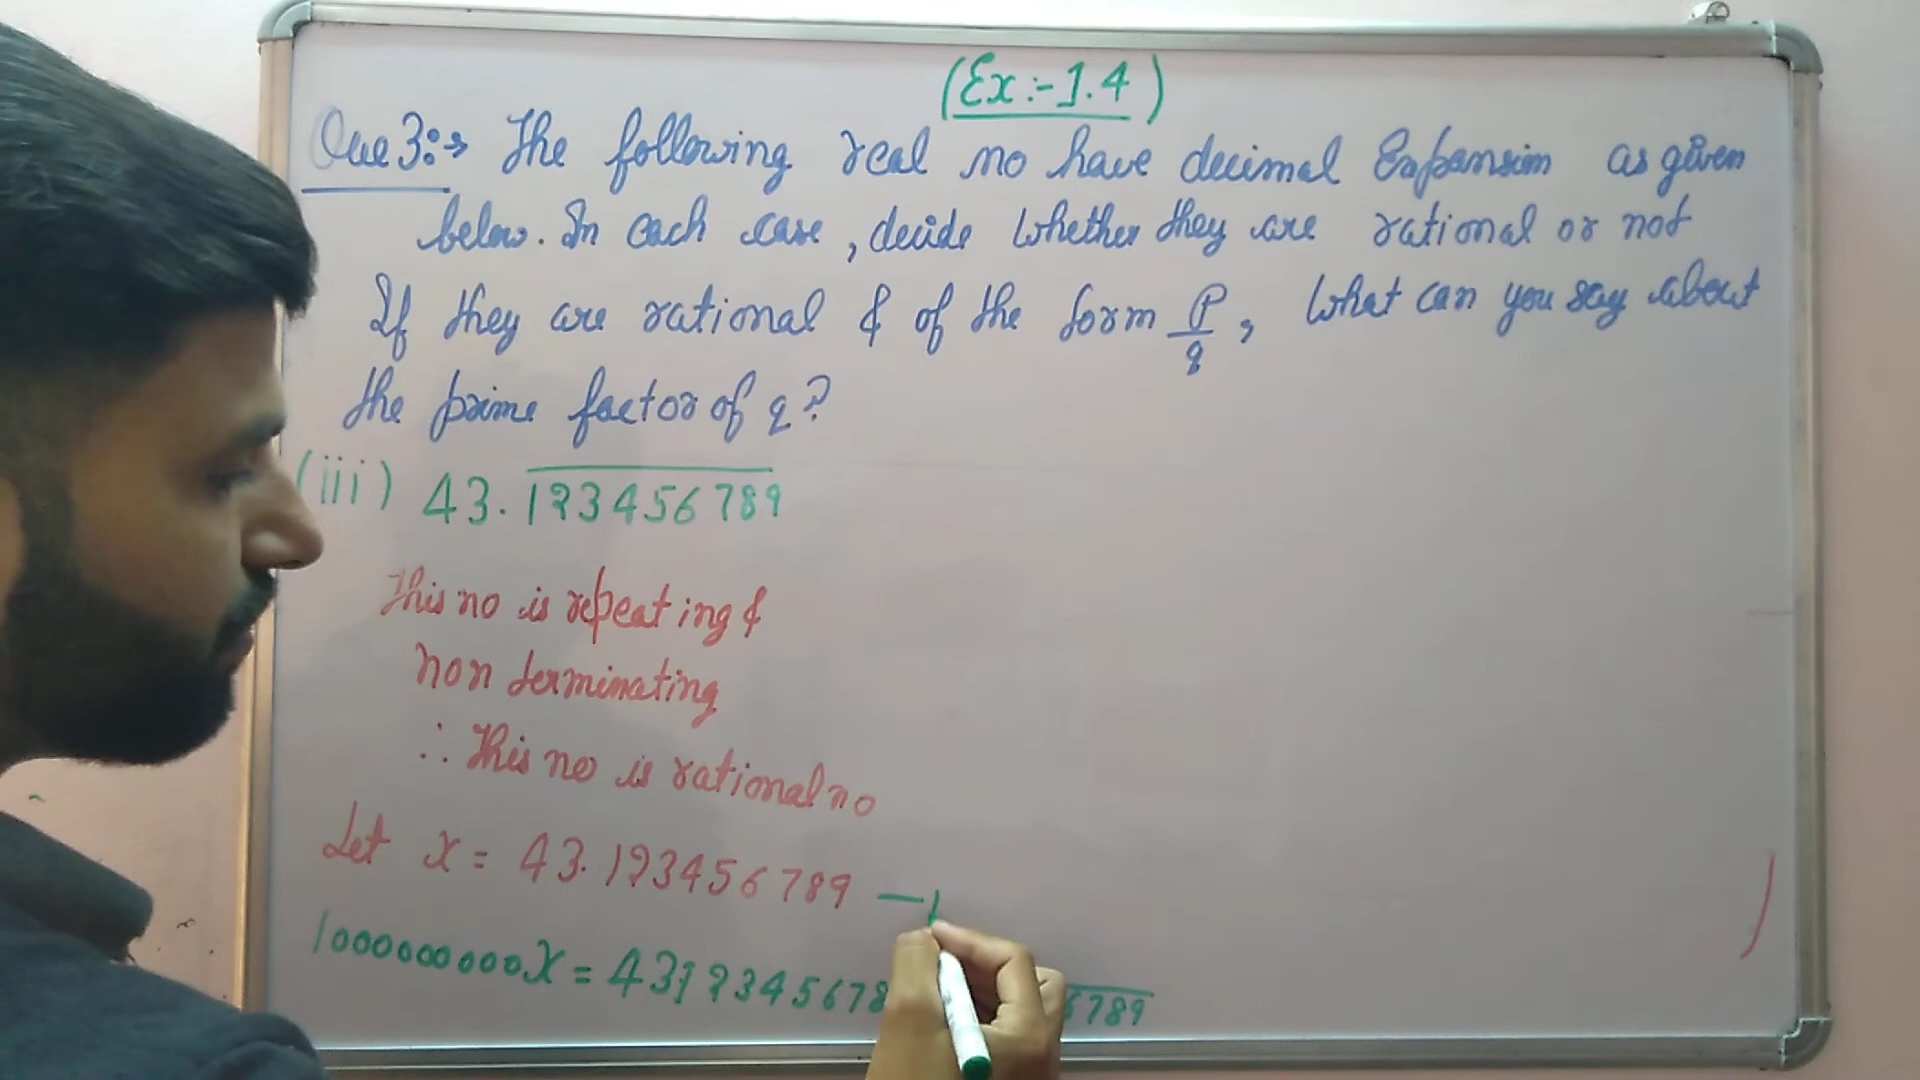 (Ex:-1.4)
Que 3:→ The following real no have decimal Expansion as given
below. In each case, decide whether they are rational or not
If they are rational & of the form P/q, What can you say about
the prime factor of q?
(iii) 43.123456789
This no is repeating &
non terminating
∴ This no is rational no
Let x = 43.123456789 — 1
1000000000x = 4312345678 6789